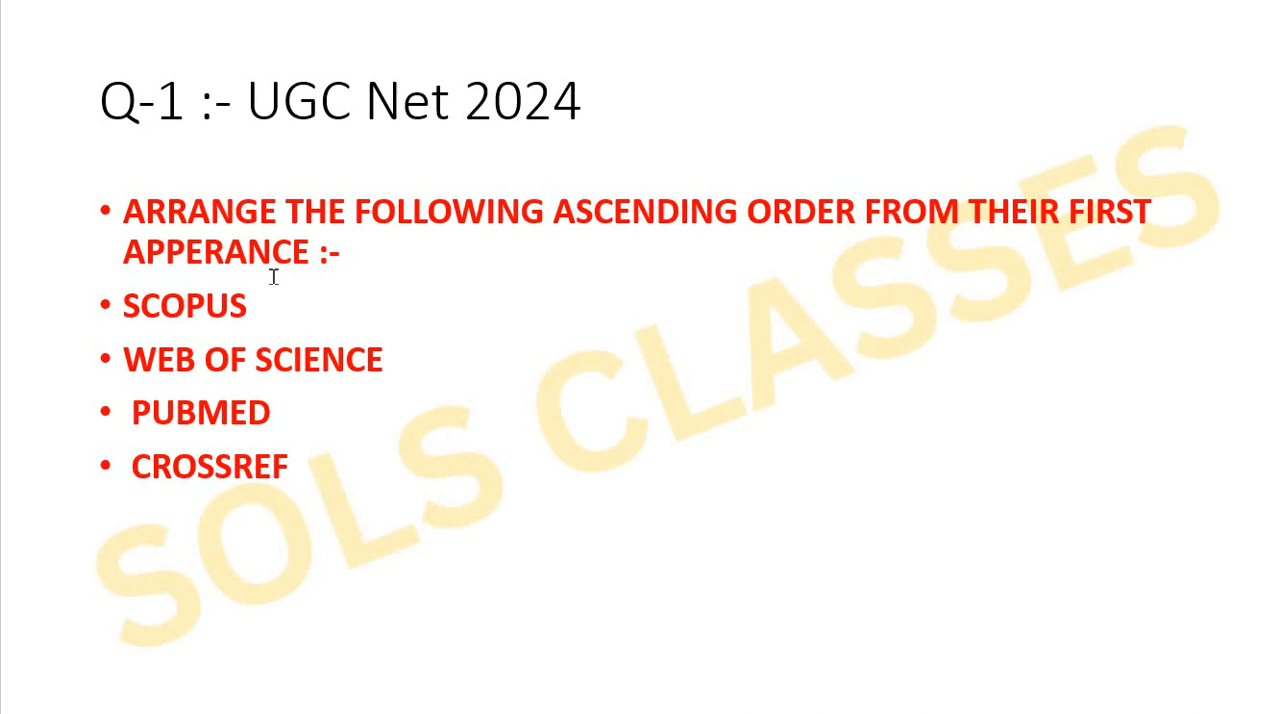 Q-1 :- UGC Net 2024
• ARRANGE THE FOLLOWING ASCENDING ORDER FROM THEIR FIRST
APPERANCE :-
• SCOPUS
• WEB OF SCIENCE
• PUBMED
• CROSSREF
SOLS CLASSES